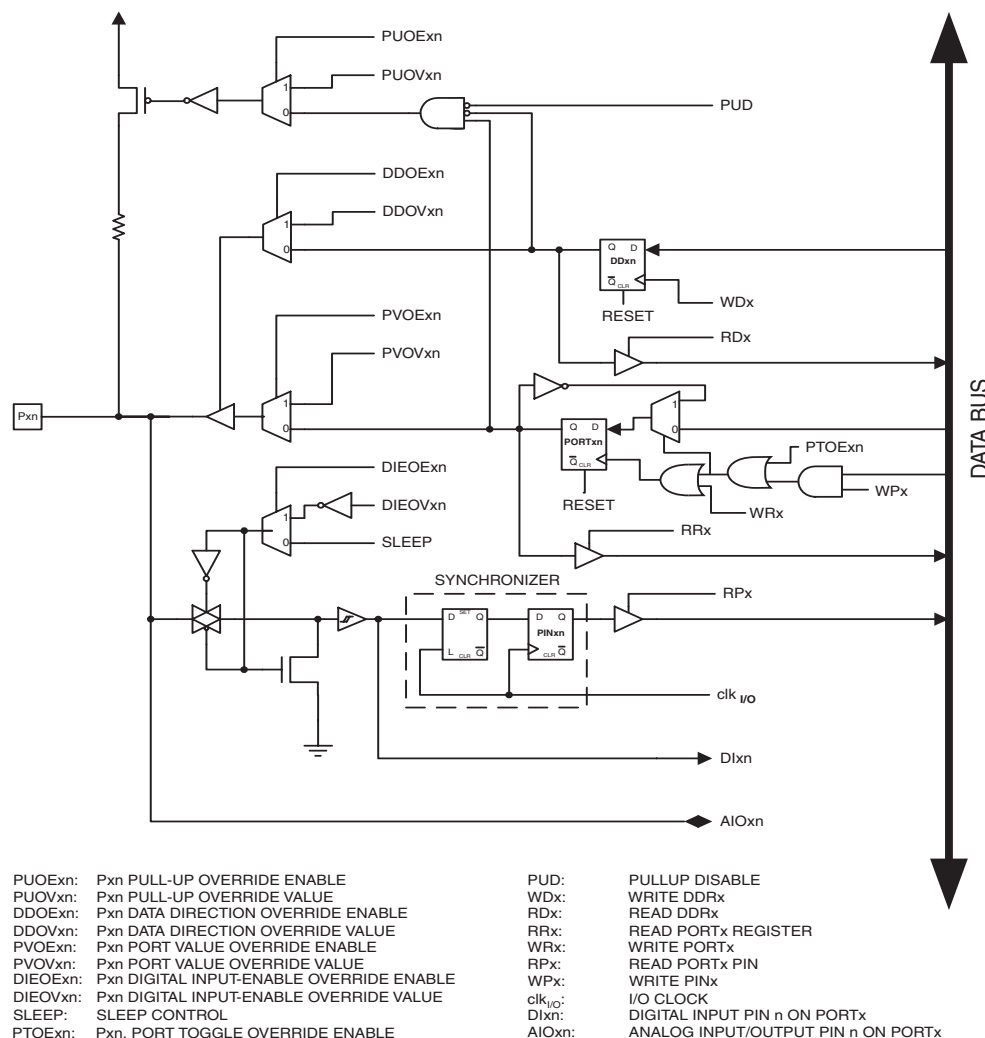 PUOExn
PUOVxn
1
0
PUD
DDOExn
DDOVxn
1
0
Q D
DDxn
Q CLR
WDx
RESET
RDx
PVOExn
PVOVxn
1
0
Pxn
Q D
PORTxn
Q CLR
RESET
1
0
PTOExn
WPx
WRx
RRx
DATA BUS
DIEOExn
DIEOVxn
1
0
SLEEP
SYNCHRONIZER
D SET Q
L CLR Q
D Q
PINxn
CLR Q
RPx
clk I/O
DIxn
AIOxn
PUOExn: Pxn PULL-UP OVERRIDE ENABLE
PUOVxn: Pxn PULL-UP OVERRIDE VALUE
DDOExn: Pxn DATA DIRECTION OVERRIDE ENABLE
DDOVxn: Pxn DATA DIRECTION OVERRIDE VALUE
PVOExn: Pxn PORT VALUE OVERRIDE ENABLE
PVOVxn: Pxn PORT VALUE OVERRIDE VALUE
DIEOExn: Pxn DIGITAL INPUT-ENABLE OVERRIDE ENABLE
DIEOVxn: Pxn DIGITAL INPUT-ENABLE OVERRIDE VALUE
SLEEP: SLEEP CONTROL
PTOExn: Pxn, PORT TOGGLE OVERRIDE ENABLE
PUD: PULLUP DISABLE
WDx: WRITE DDRx
RDx: READ DDRx
RRx: READ PORTx REGISTER
WRx: WRITE PORTx
RPx: READ PORTx PIN
WPx: WRITE PINx
clkI/O: I/O CLOCK
DIxn: DIGITAL INPUT PIN n ON PORTx
AIOxn: ANALOG INPUT/OUTPUT PIN n ON PORTx